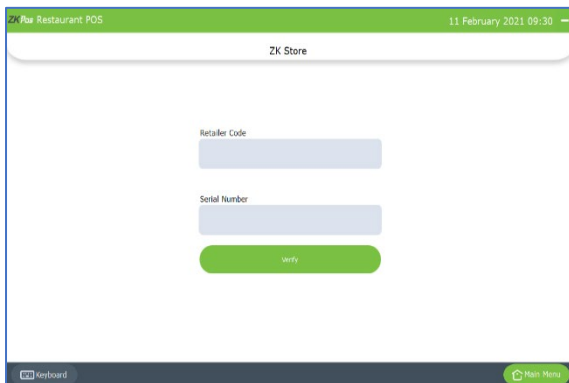 ZKPos Restaurant POS 11 February 2021 09:30
ZK Store
Retailer Code
Serial Number
Verify
Keyboard Main Menu